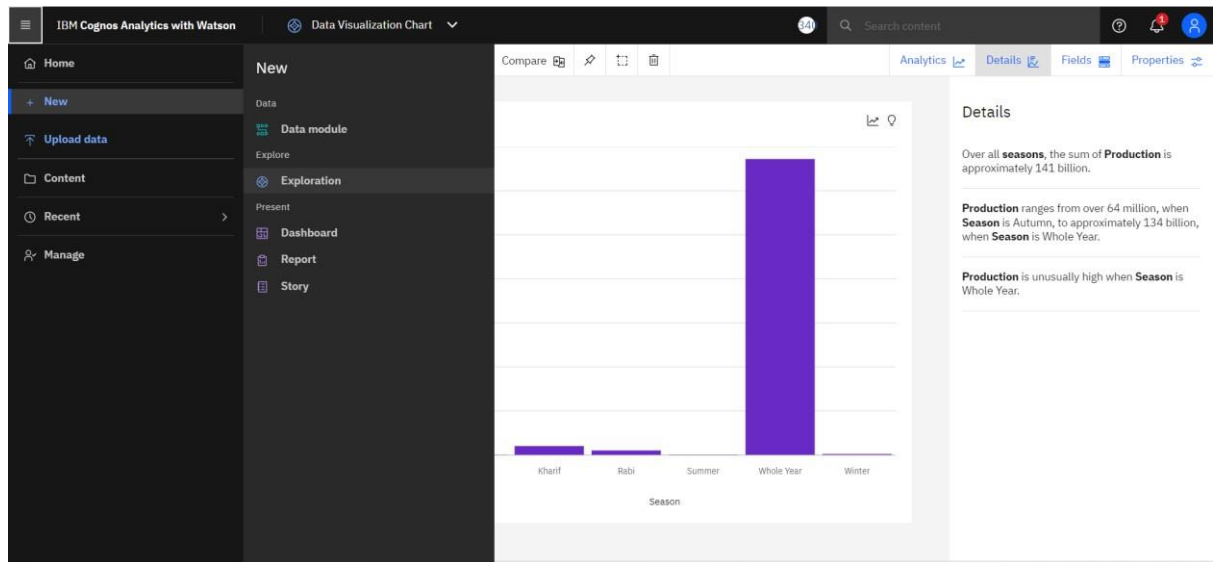 IBM Cognos Analytics with Watson
Data Visualization Chart
34
Search content
1
Home
New
Upload data
Content
Recent
Manage
New
Data
Data module
Explore
Exploration
Present
Dashboard
Report
Story
Compare
Analytics
Details
Fields
Properties
Kharif
Rabi
Summer
Whole Year
Winter
Season
Details
Over all seasons, the sum of Production is
approximately 141 billion.
Production ranges from over 64 million, when
Season is Autumn, to approximately 134 billion,
when Season is Whole Year.
Production is unusually high when Season is
Whole Year.